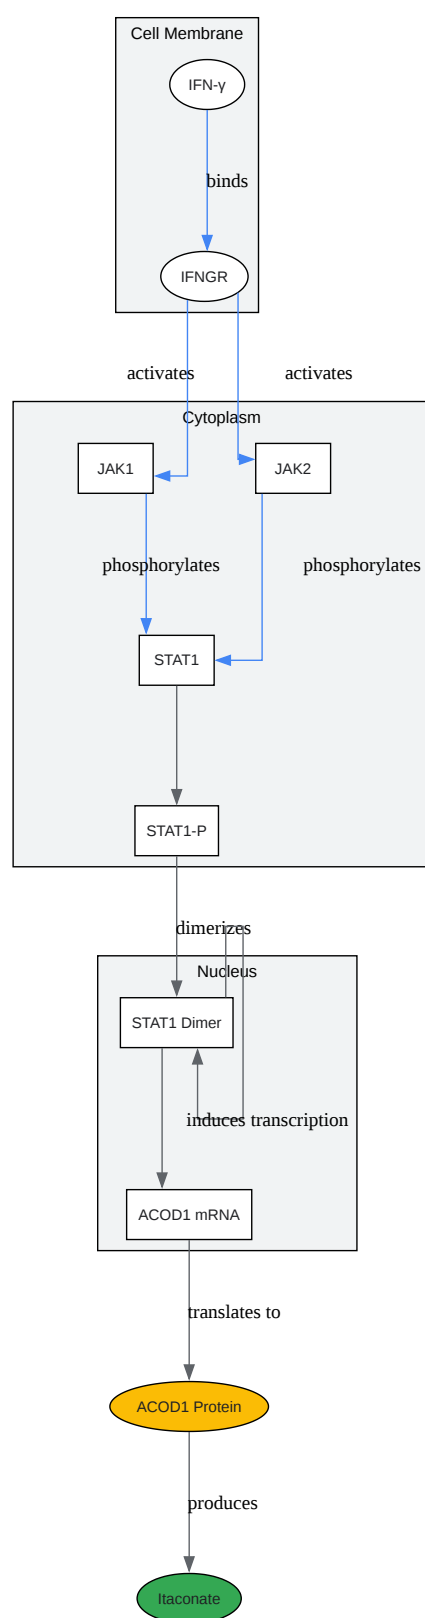 Cell Membrane
IFN-γ
binds
IFNGR
activates
activates
Cytoplasm
JAK1
JAK2
phosphorylates
phosphorylates
STAT1
STAT1-P
dimerizes
Nucleus
STAT1 Dimer
induces transcription
ACOD1 mRNA
translates to
ACOD1 Protein
produces
Itaconate